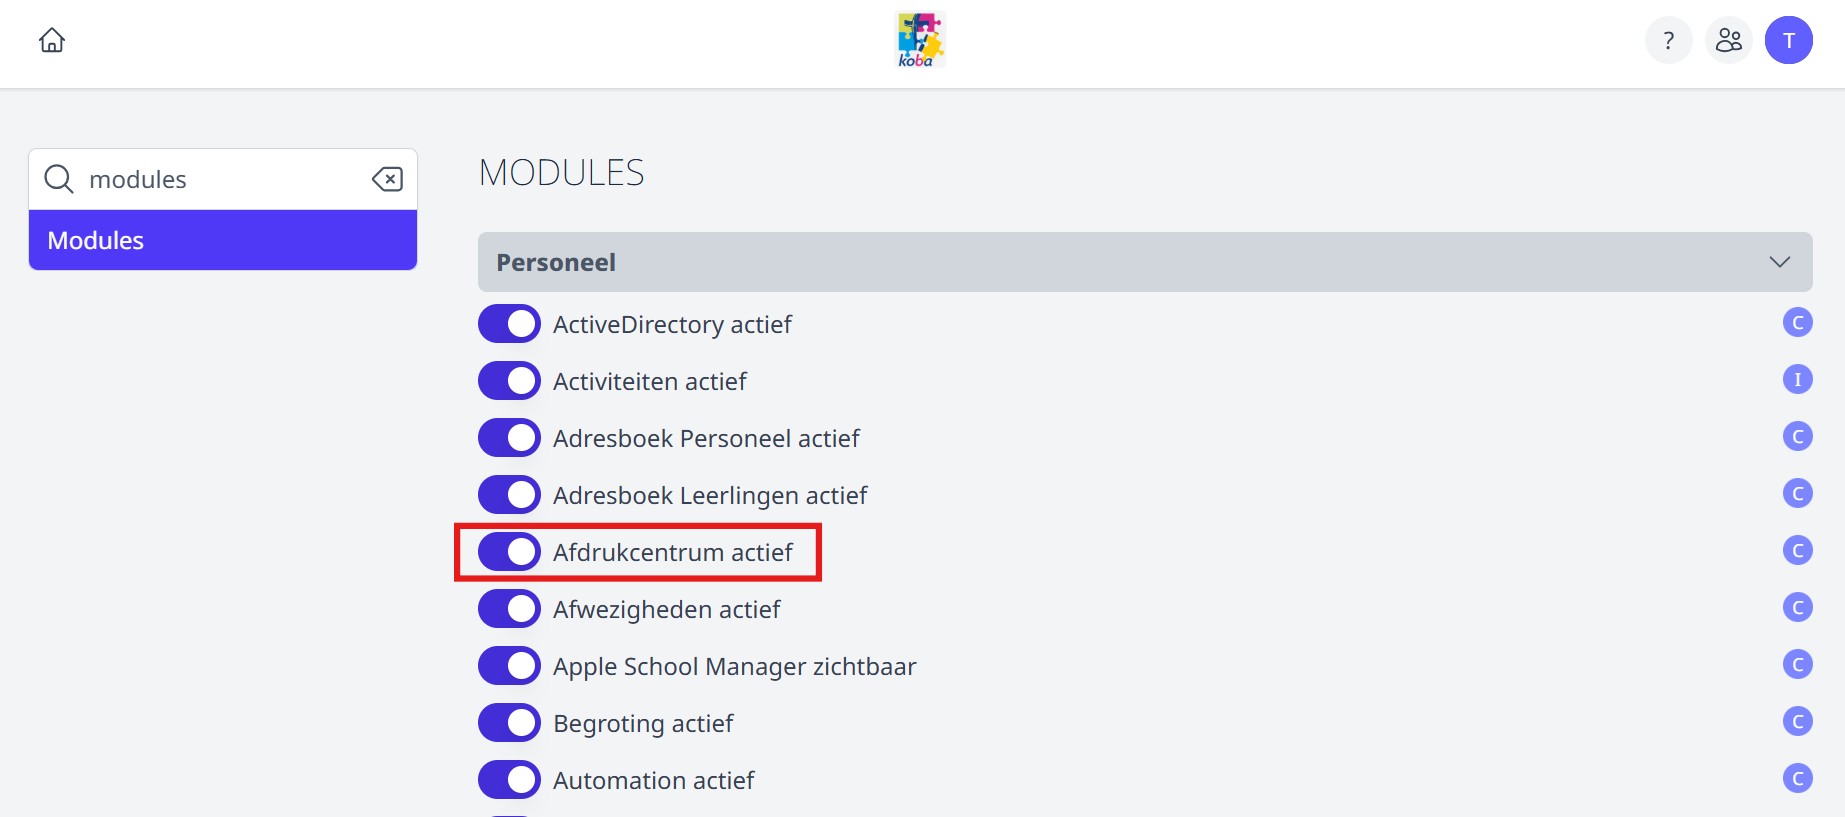 koba
?
T
modules
Modules
MODULES
Personeel
ActiveDirectory actief C
Activiteiten actief I
Adresboek Personeel actief C
Adresboek Leerlingen actief C
Afdrukcentrum actief C
Afwezigheden actief C
Apple School Manager zichtbaar C
Begroting actief C
Automation actief C